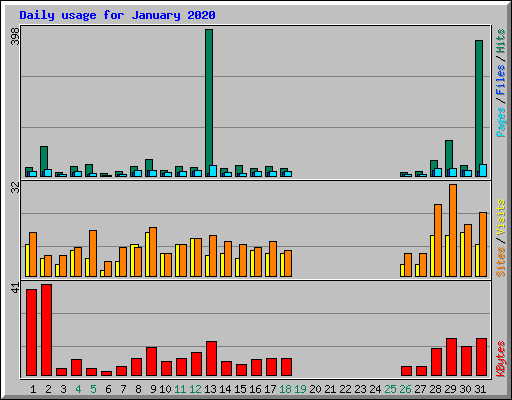 Daily usage for January 2020
398
Pages/Files/Hits
32
Sites/Visits
41
KBytes
1 2 3 4 5 6 7 8 9 10 11 12 13 14 15 16 17 18 19 20 21 22 23 24 25 26 27 28 29 30 31